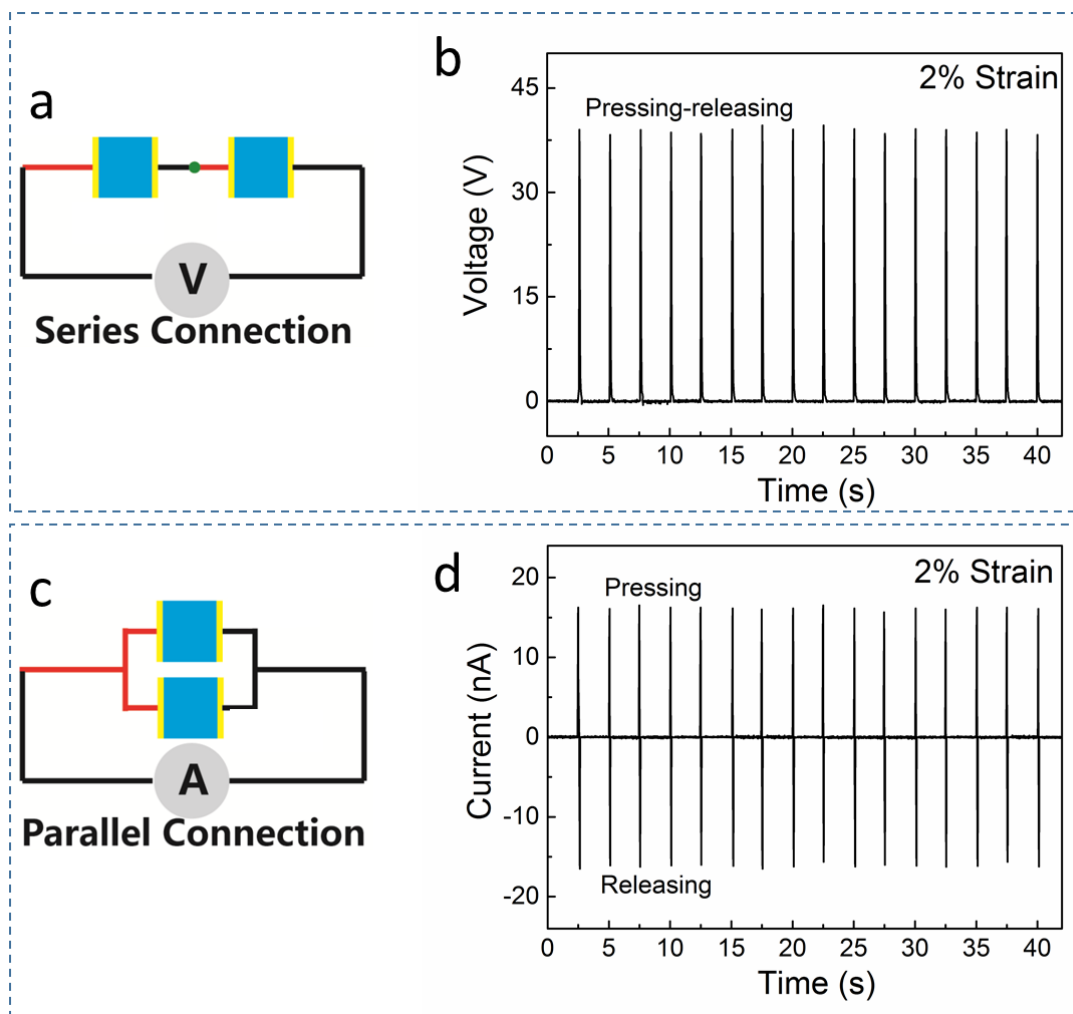 a
V
Series Connection
b
2% Strain
Pressing-releasing
Voltage (V)
45
30
15
0
0 5 10 15 20 25 30 35 40
Time (s)
c
A
Parallel Connection
d
2% Strain
Pressing
Current (nA)
20
10
0
-10
-20
Releasing
0 5 10 15 20 25 30 35 40
Time (s)